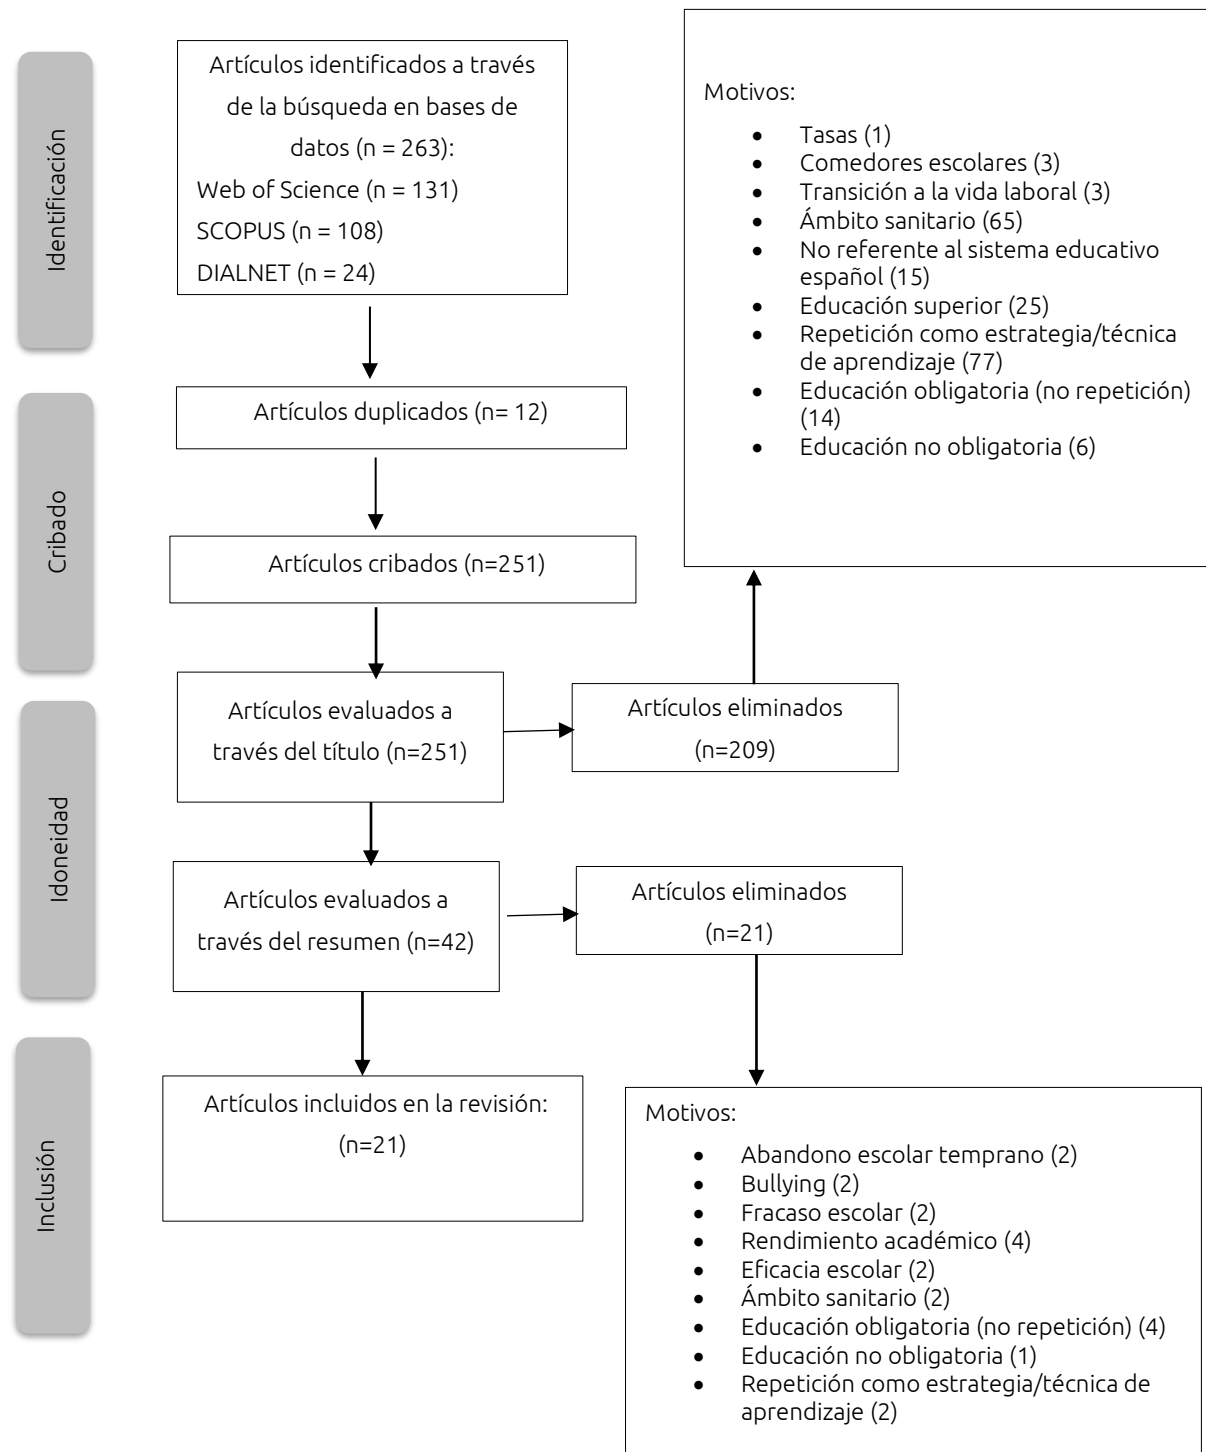 Identificación
Artículos identificados a través
de la búsqueda en bases de
datos (n = 263):
Web of Science (n = 131)
SCOPUS (n = 108)
DIALNET (n = 24)
Motivos:
• Tasas (1)
• Comedores escolares (3)
• Transición a la vida laboral (3)
• Ámbito sanitario (65)
• No referente al sistema educativo
español (15)
• Educación superior (25)
• Repetición como estrategia/técnica
de aprendizaje (77)
• Educación obligatoria (no repetición)
(14)
• Educación no obligatoria (6)
Cribado
Artículos duplicados (n= 12)
Artículos cribados (n=251)
Idoneidad
Artículos evaluados a
través del título (n=251)
Artículos eliminados
(n=209)
Artículos evaluados a
través del resumen (n=42)
Artículos eliminados
(n=21)
Inclusión
Artículos incluidos en la revisión:
(n=21)
Motivos:
• Abandono escolar temprano (2)
• Bullying (2)
• Fracaso escolar (2)
• Rendimiento académico (4)
• Eficacia escolar (2)
• Ámbito sanitario (2)
• Educación obligatoria (no repetición) (4)
• Educación no obligatoria (1)
• Repetición como estrategia/técnica de
aprendizaje (2)